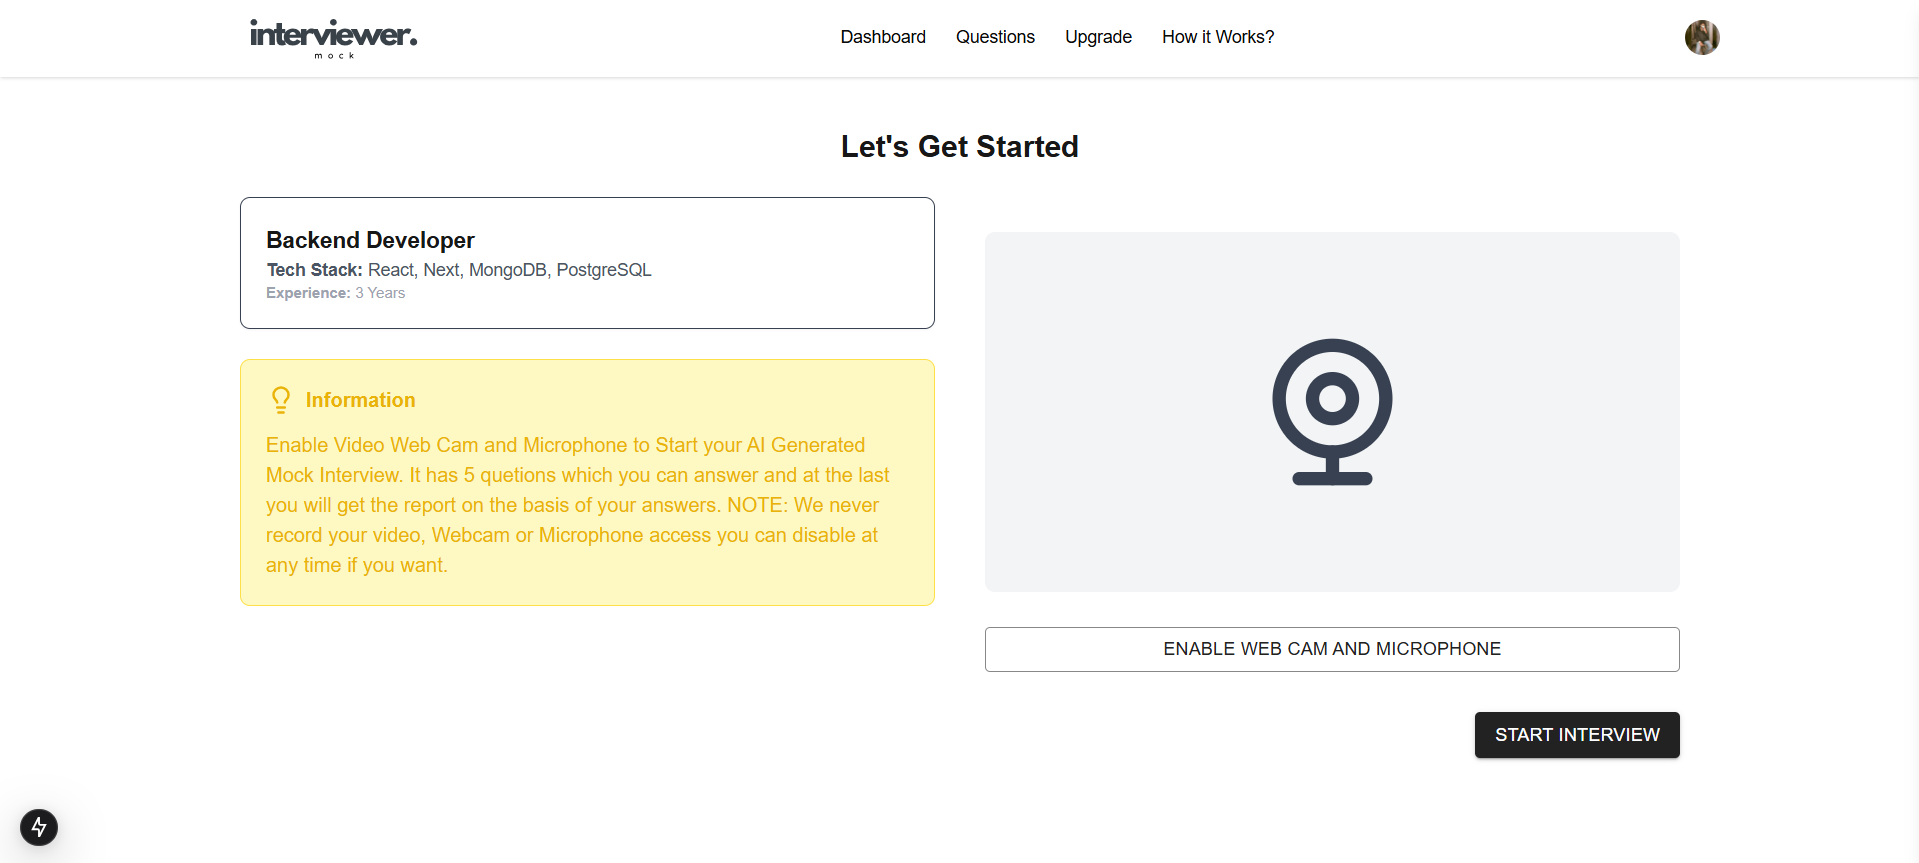 interviewer.
mock
Dashboard
Questions
Upgrade
How it Works?
Let's Get Started
Backend Developer
Tech Stack: React, Next, MongoDB, PostgreSQL
Experience: 3 Years
Information
Enable Video Web Cam and Microphone to Start your AI Generated
Mock Interview. It has 5 quetions which you can answer and at the last
you will get the report on the basis of your answers. NOTE: We never
record your video, Webcam or Microphone access you can disable at
any time if you want.
ENABLE WEB CAM AND MICROPHONE
START INTERVIEW